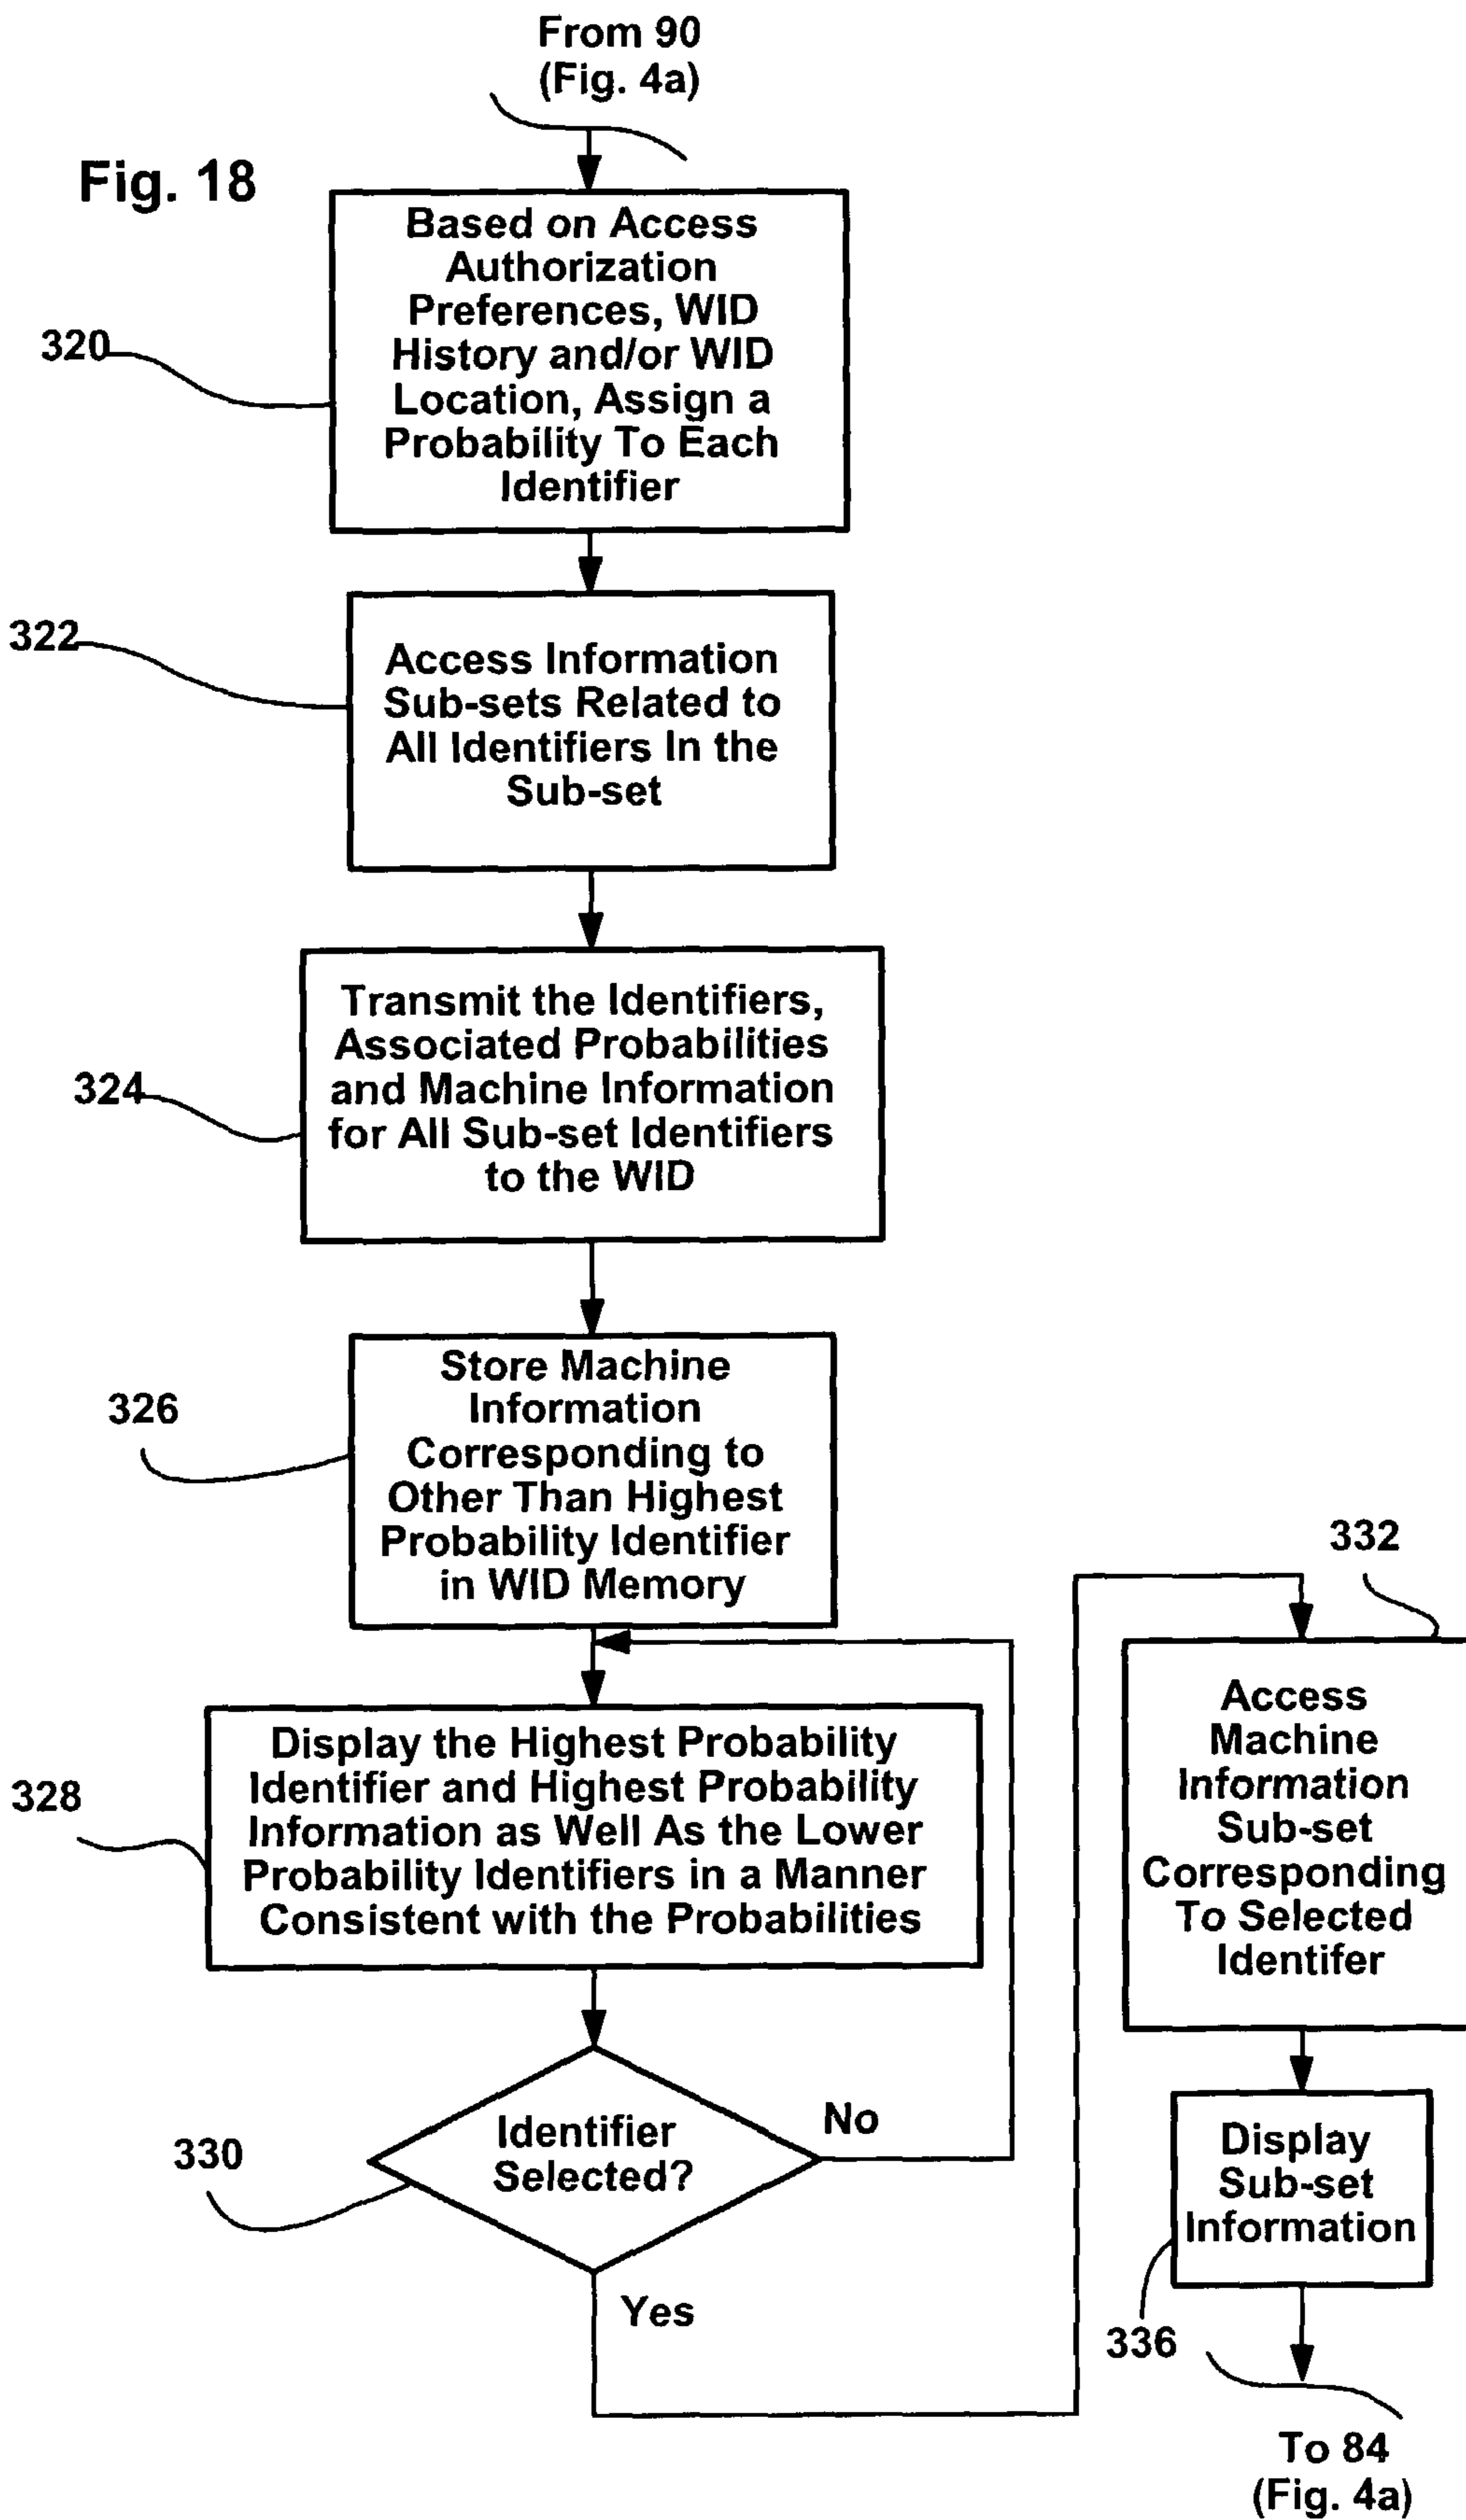 From 90
(Fig. 4a)
Fig. 18
Based on Access
Authorization
Preferences, WID
History and/or WID
Location, Assign a
Probability To Each
Identifier
320
Access Information
Sub-sets Related to
All Identifiers In the
Sub-set
322
Transmit the Identifiers,
Associated Probabilities
and Machine Information
for All Sub-set Identifiers
to the WID
324
Store Machine
Information
Corresponding to
Other Than Highest
Probability Identifier
in WID Memory
326
Display the Highest Probability
Identifier and Highest Probability
Information as Well As the Lower
Probability Identifiers in a Manner
Consistent with the Probabilities
328
Identifier
Selected?
330
No
Yes
332
Access
Machine
Information
Sub-set
Corresponding
To Selected
Identifer
Display
Sub-set
Information
336
To 84
(Fig. 4a)